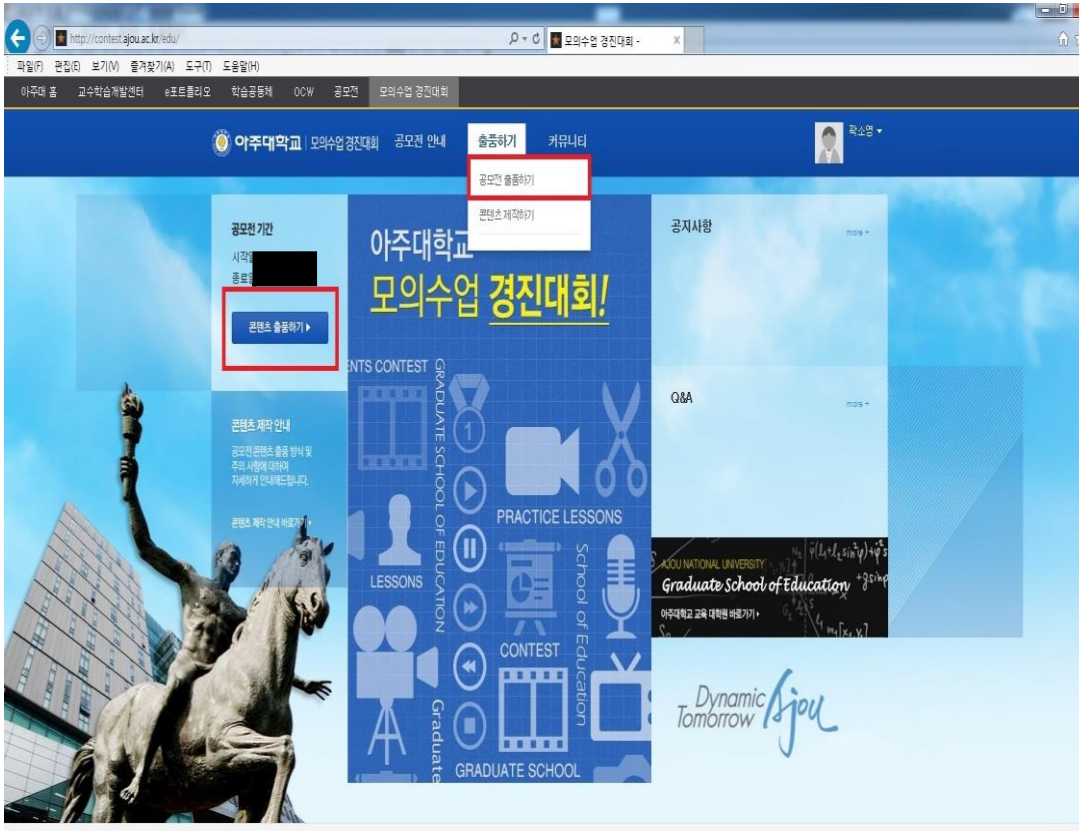 http://contest.ajou.ac.kr/edu/
모의수업 경진대회 -
파일(F) 편집(E) 보기(V) 즐겨찾기(A) 도구(T) 도움말(H)
아주대 홈 교수학습개발센터 e포트폴리오 학습공동체 OCW 공모전 모의수업 경진대회
아주대학교 모의수업 경진대회 공모전 안내 출품하기 커뮤니티
곽소영
공모전 출품하기
콘텐츠 제작하기
공모전 기간
시작일
종료일
콘텐츠 출품하기
콘텐츠 제작 안내
공모전 콘텐츠 출품 방식 및
주의 사항에 대하여
자세하게 안내해드립니다.
콘텐츠 제작 안내 바로가기
아주대학교
모의수업 경진대회!
ENTS CONTEST
GRADUATE SCHOOL OF EDUCATION
1
PRACTICE LESSONS
LESSONS
School of Education
CONTEST
Graduate
GRADUATE SCHOOL
공지사항
more +
Q&A
more +
AJOU NATIONAL UNIVERSITY
Graduate School of Education
아주대학교 교육 대학원 바로가기
Dynamic
Tomorrow Ajou